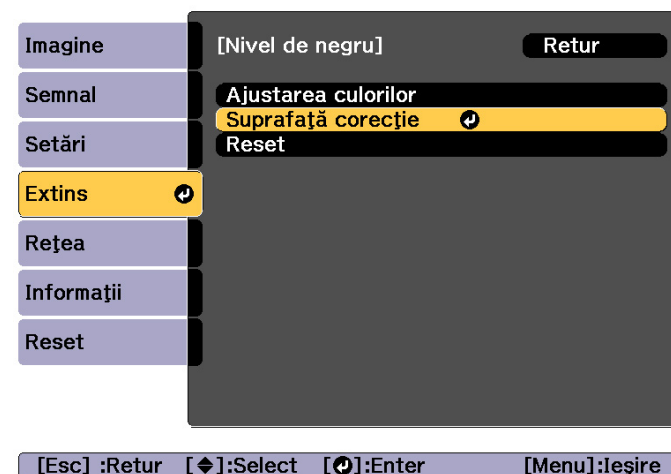 Imagine
Semnal
Setări
Extins
Reţea
Informaţii
Reset
[Nivel de negru] Retur
Ajustarea culorilor
Suprafaţă corecţie
Reset
[Esc] :Retur [ ]:Select [ ]:Enter [Menu]:Ieşire